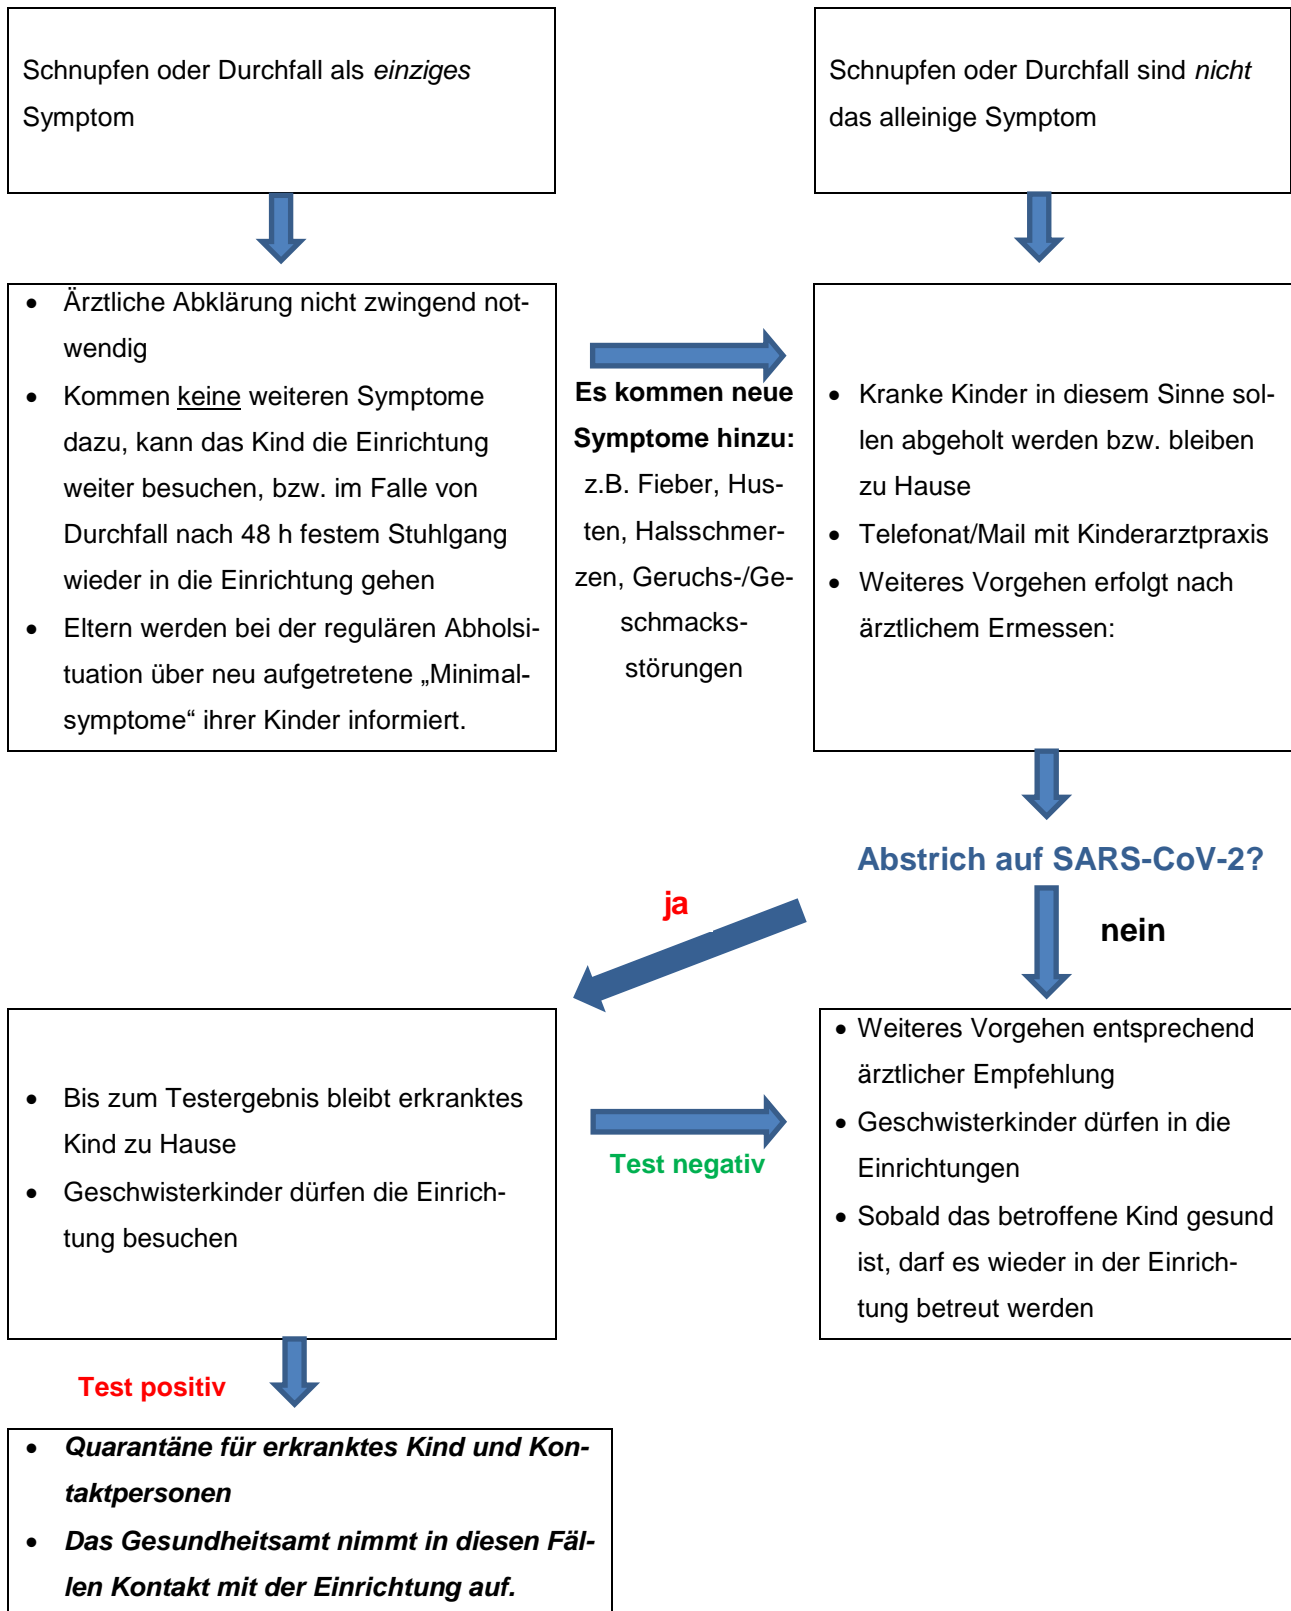 Schnupfen oder Durchfall als einziges
Symptom
Schnupfen oder Durchfall sind nicht
das alleinige Symptom
• Ärztliche Abklärung nicht zwingend not-
wendig
• Kommen keine weiteren Symptome
dazu, kann das Kind die Einrichtung
weiter besuchen, bzw. im Falle von
Durchfall nach 48 h festem Stuhlgang
wieder in die Einrichtung gehen
• Eltern werden bei der regulären Abholsi-
tuation über neu aufgetretene „Minimal-
symptome“ ihrer Kinder informiert.
Es kommen neue
Symptome hinzu:
z.B. Fieber, Hus-
ten, Halsschmer-
zen, Geruchs-/Ge-
schmacks-
störungen
• Kranke Kinder in diesem Sinne sol-
len abgeholt werden bzw. bleiben
zu Hause
• Telefonat/Mail mit Kinderarztpraxis
• Weiteres Vorgehen erfolgt nach
ärztlichem Ermessen:
Abstrich auf SARS-CoV-2?
ja
nein
• Bis zum Testergebnis bleibt erkranktes
Kind zu Hause
• Geschwisterkinder dürfen die Einrich-
tung besuchen
Test negativ
• Weiteres Vorgehen entsprechend
ärztlicher Empfehlung
• Geschwisterkinder dürfen in die
Einrichtungen
• Sobald das betroffene Kind gesund
ist, darf es wieder in der Einrich-
tung betreut werden
Test positiv
• Quarantäne für erkranktes Kind und Kon-
taktpersonen
• Das Gesundheitsamt nimmt in diesen Fäl-
len Kontakt mit der Einrichtung auf.